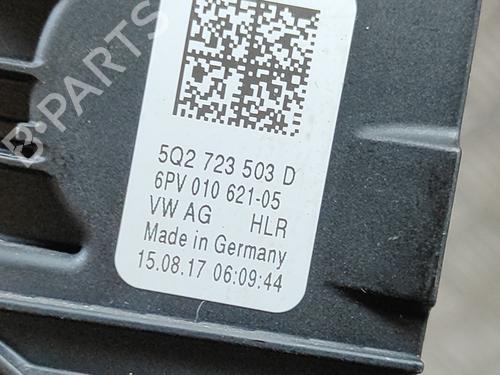 B-PARTS
5Q2 723 503 D
6PV 010 621-05
VW AG HLR
Made in Germany
15.08.17 06:09:44